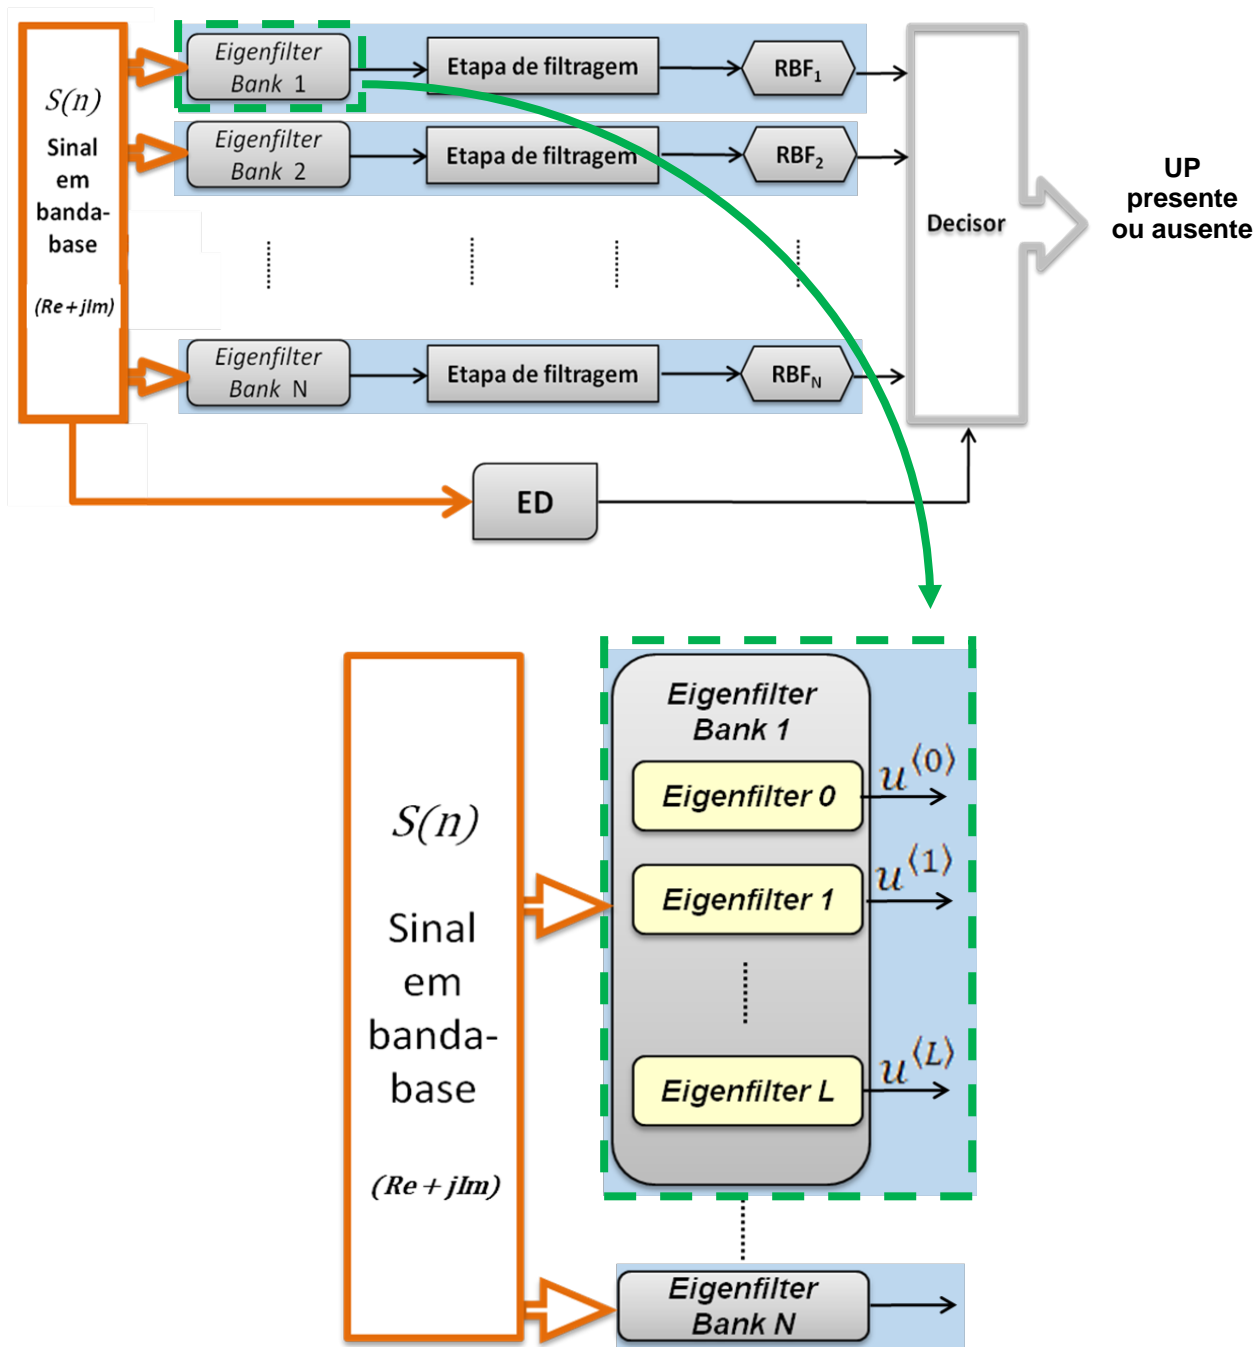 S(n)
Sinal
em
banda-
base
(Re+jIm)
Eigenfilter
Bank 1
Etapa de filtragem
RBF1
Eigenfilter
Bank 2
Etapa de filtragem
RBF2
Eigenfilter
Bank N
Etapa de filtragem
RBFN
Decisor
UP
presente
ou ausente
ED
S(n)
Sinal
em
banda-
base
(Re + jIm)
Eigenfilter
Bank 1
Eigenfilter 0
u⟨0⟩
Eigenfilter 1
u⟨1⟩
Eigenfilter L
u⟨L⟩
Eigenfilter
Bank N